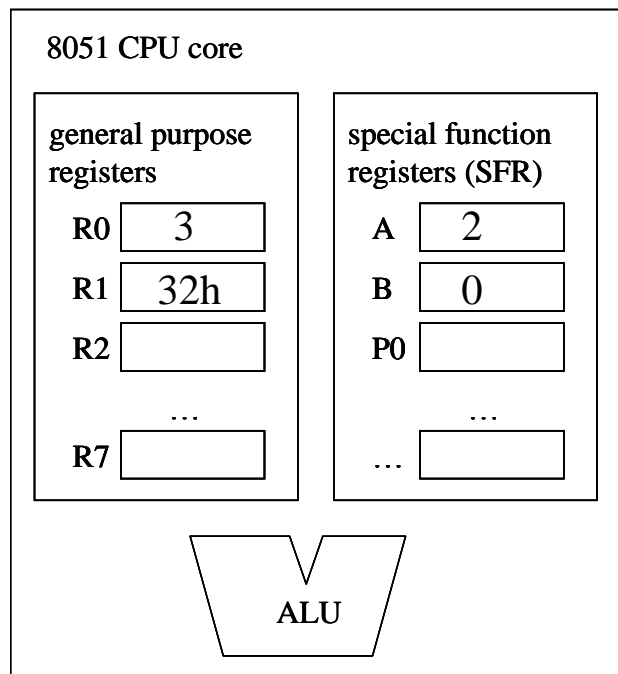 8051 CPU core
general purpose
registers
R0 3
R1 32h
R2
...
R7
special function
registers (SFR)
A 2
B 0
P0
...
...
ALU